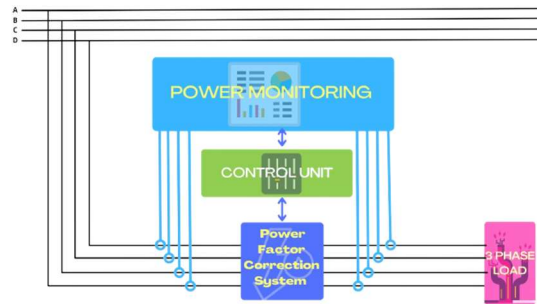 A
B
C
D
POWER MONITORING
CONTROL UNIT
Power
Factor
Correction
System
3 PHASE
LOAD